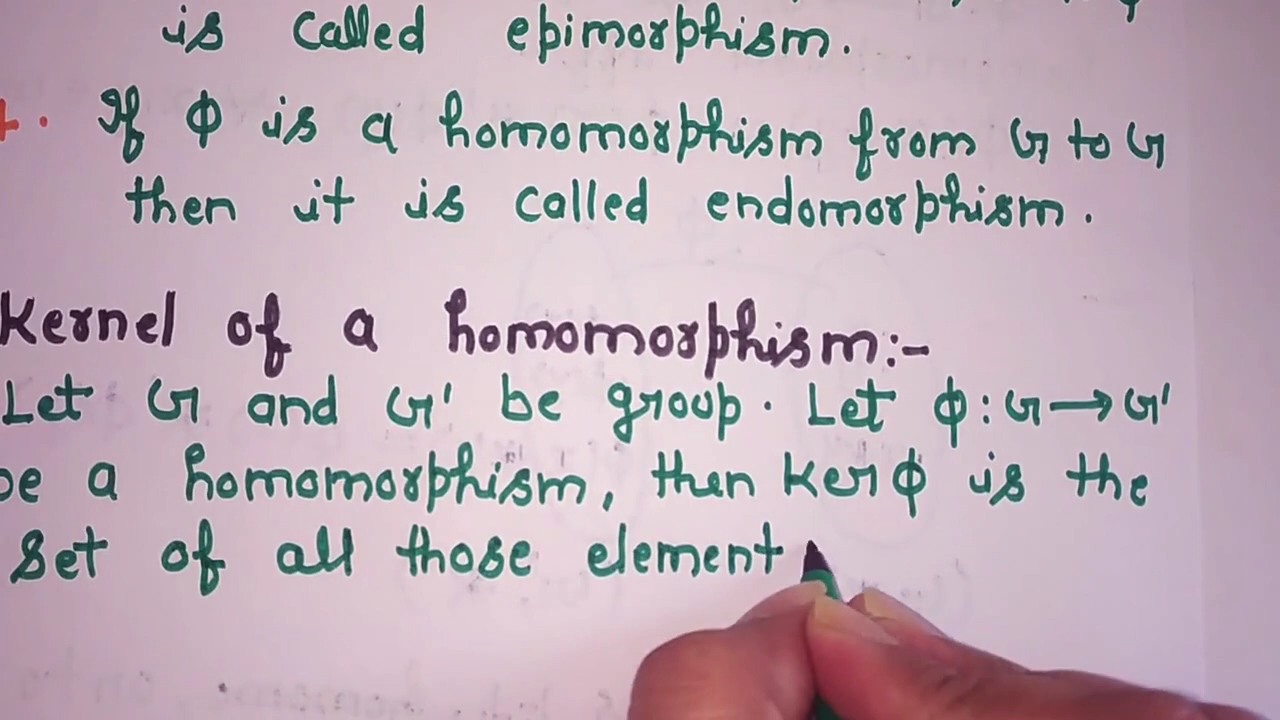 is called epimorphism.
4. If φ is a homomorphism from G to G
then it is called endomorphism.
Kernel of a homomorphism:-
Let G and G' be group. Let φ:G→G'
be a homomorphism, then Ker φ is the
set of all those element